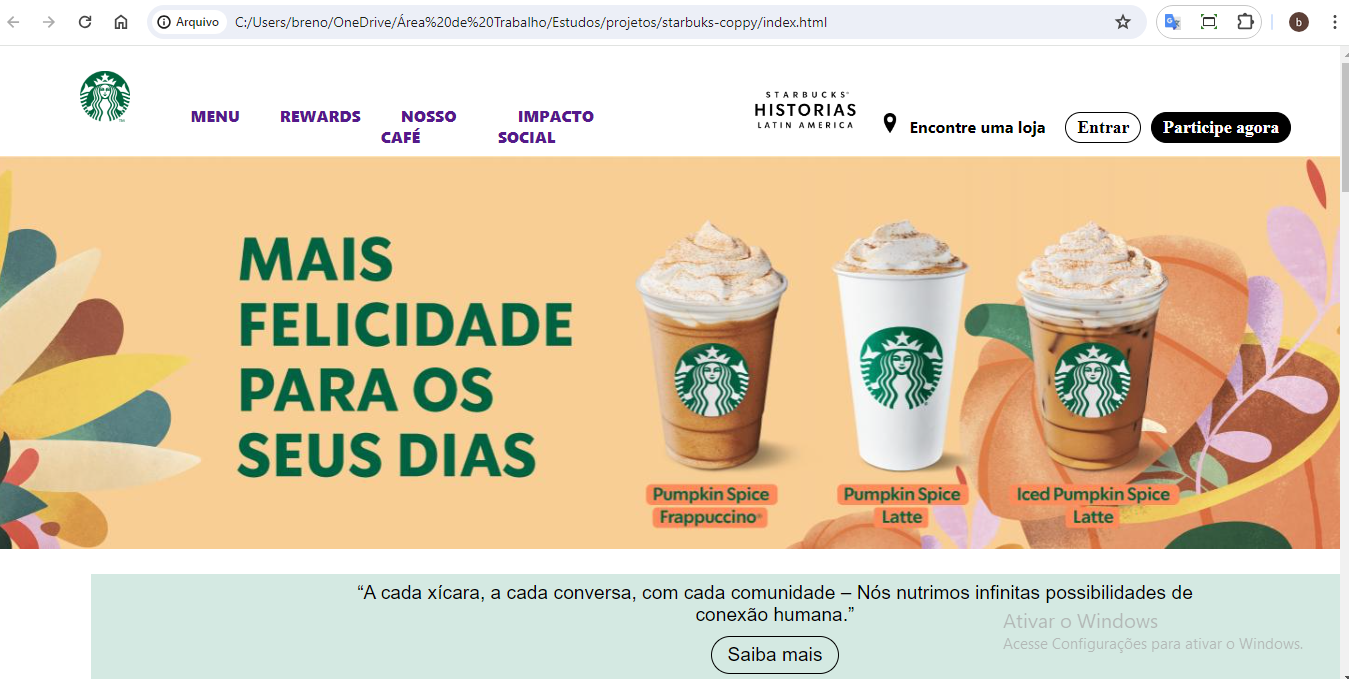 Arquivo C:/Users/breno/OneDrive/Área%20de%20Trabalho/Estudos/projetos/starbuks-coppy/index.html b
MENU REWARDS NOSSO CAFÉ IMPACTO SOCIAL
STARBUCKS
HISTORIAS
LATIN AMERICA
Encontre uma loja Entrar Participe agora
MAIS
FELICIDADE
PARA OS
SEUS DIAS
Pumpkin Spice
Frappuccino®
Pumpkin Spice
Latte
Iced Pumpkin Spice
Latte
“A cada xícara, a cada conversa, com cada comunidade – Nós nutrimos infinitas possibilidades de
conexão humana.”
Saiba mais
Ativar o Windows
Acesse Configurações para ativar o Windows.